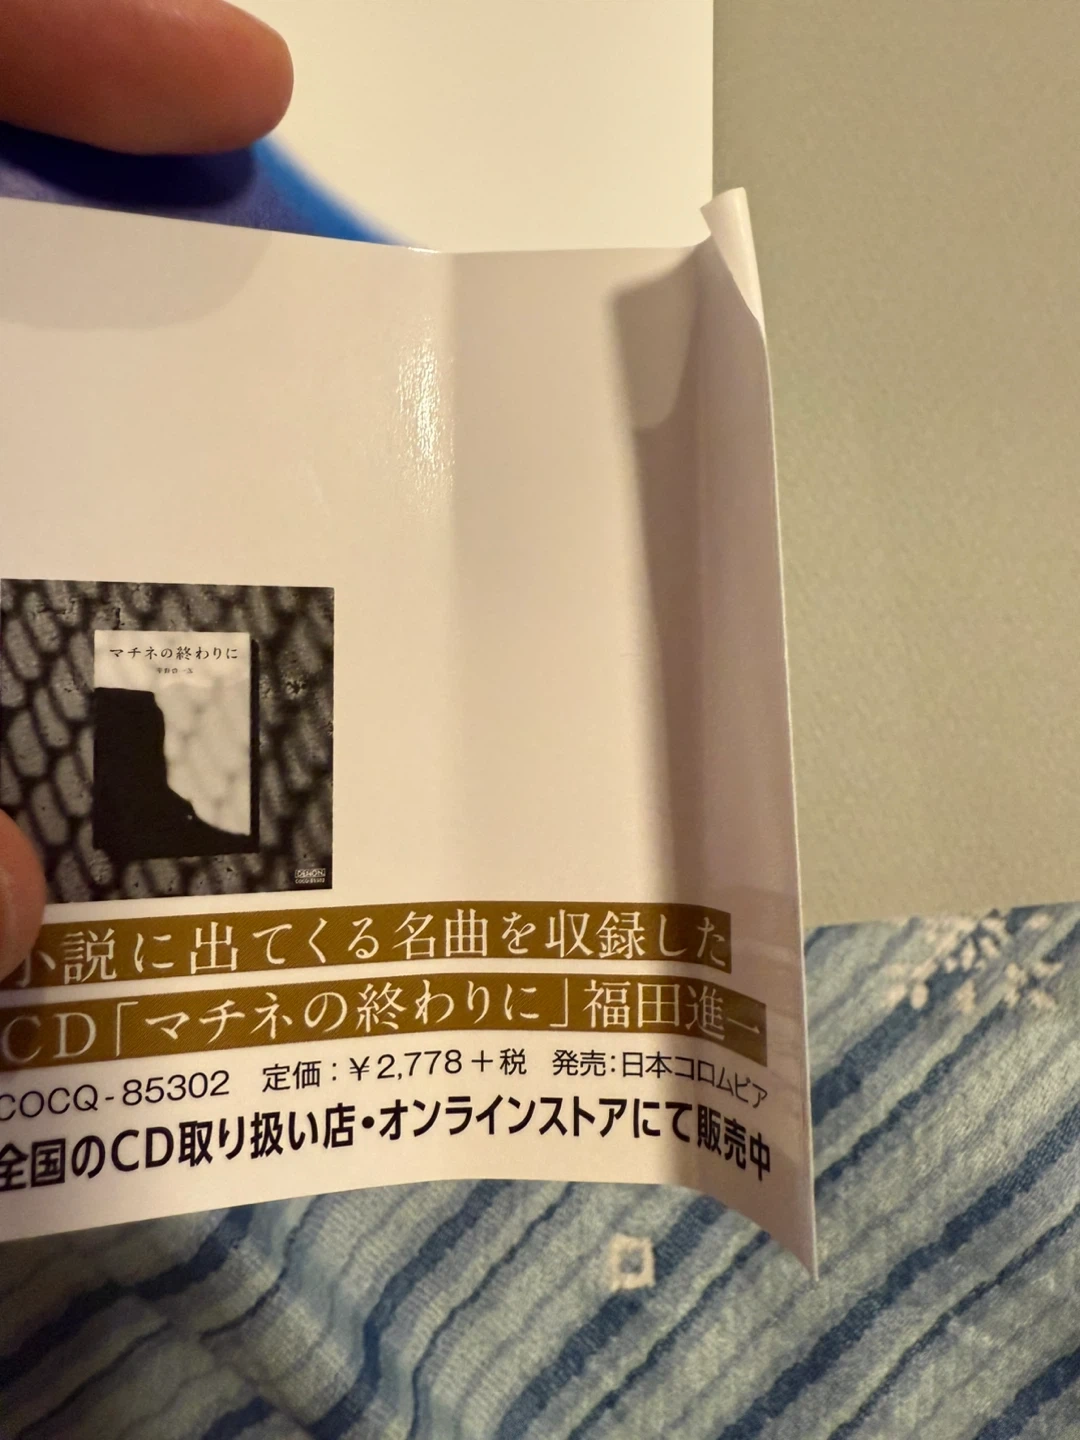 マチネの終わりに
DENON
COCQ-85302
小説に出てくる名曲を収録した
CD「マチネの終わりに」福田進一
COCQ-85302 定価：￥2,778＋税 発売：日本コロムビア
全国のCD取り扱い店・オンラインストアにて販売中